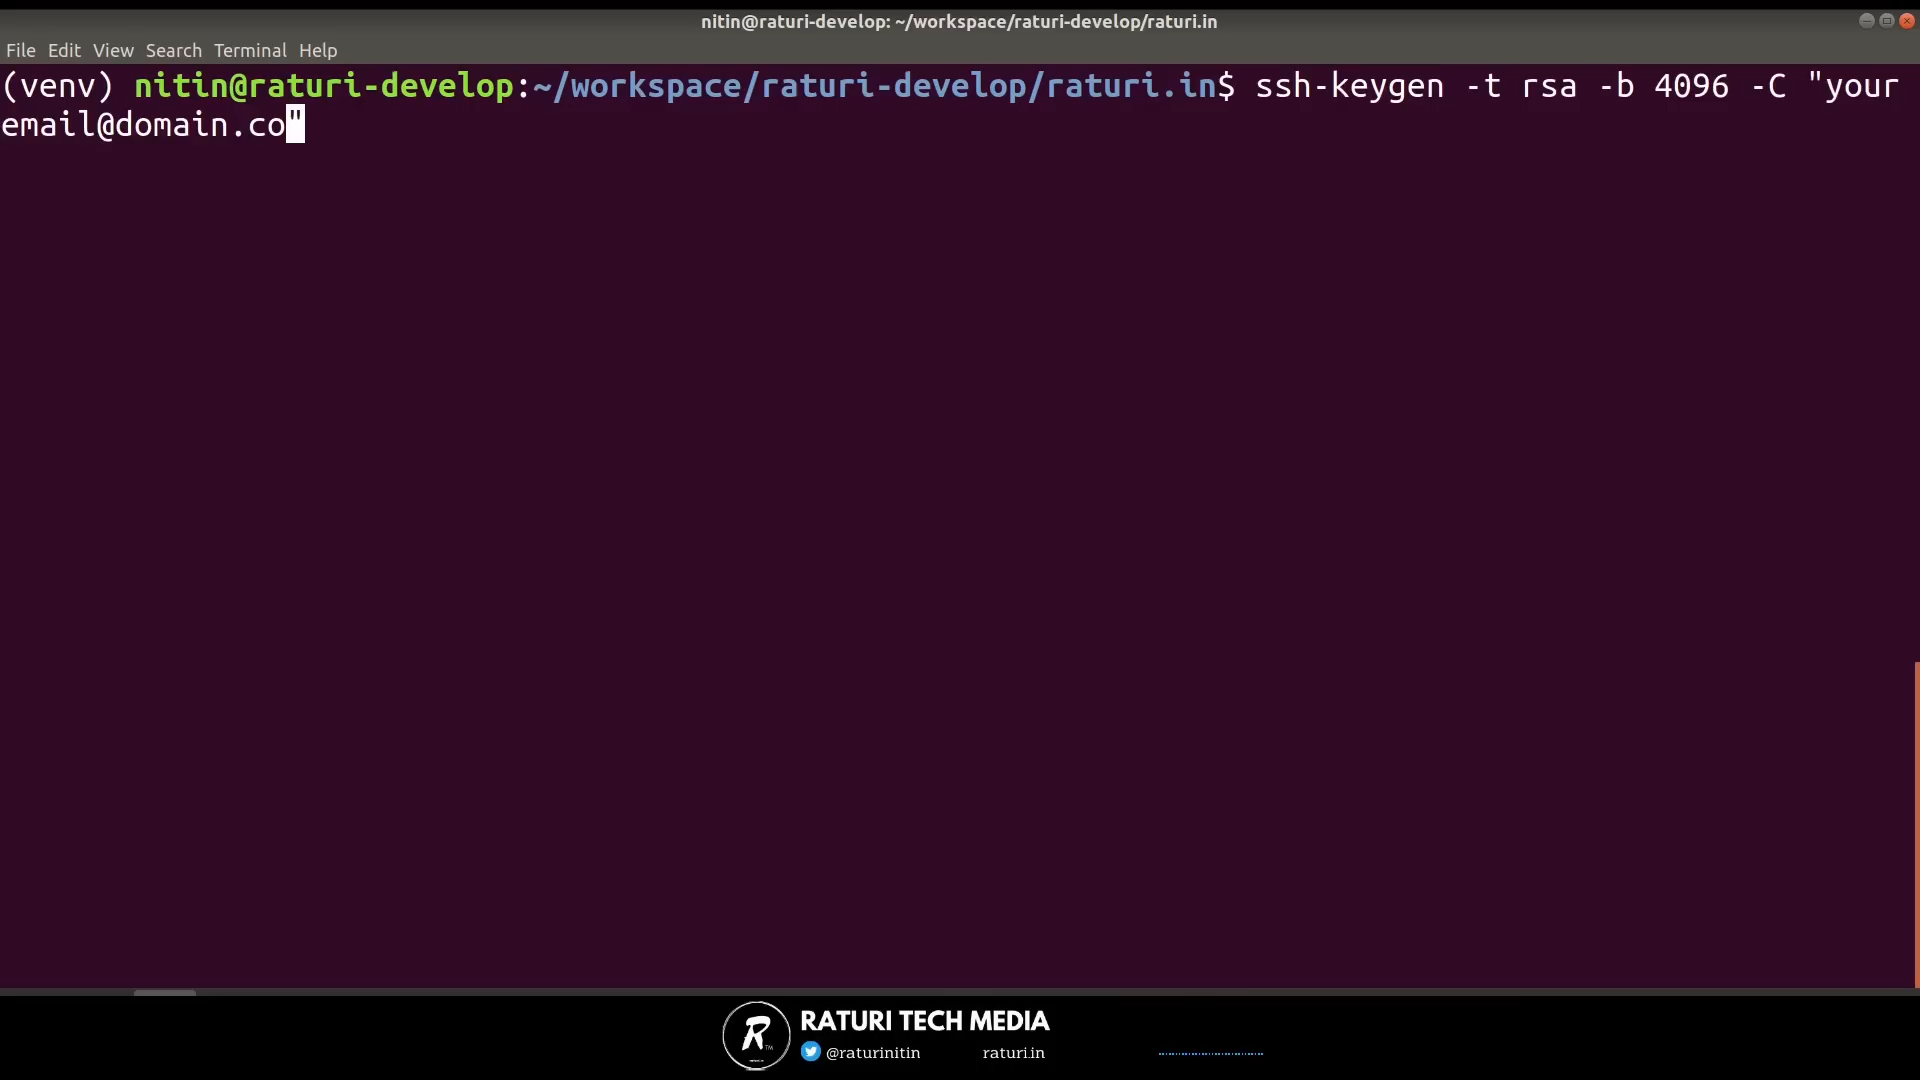 nitin@raturi-develop: ~/workspace/raturi-develop/raturi.in
File Edit View Search Terminal Help
(venv) nitin@raturi-develop:~/workspace/raturi-develop/raturi.in$ ssh-keygen -t rsa -b 4096 -C "your
email@domain.co"
R TM
RATURI TECH MEDIA
@raturinitin raturi.in